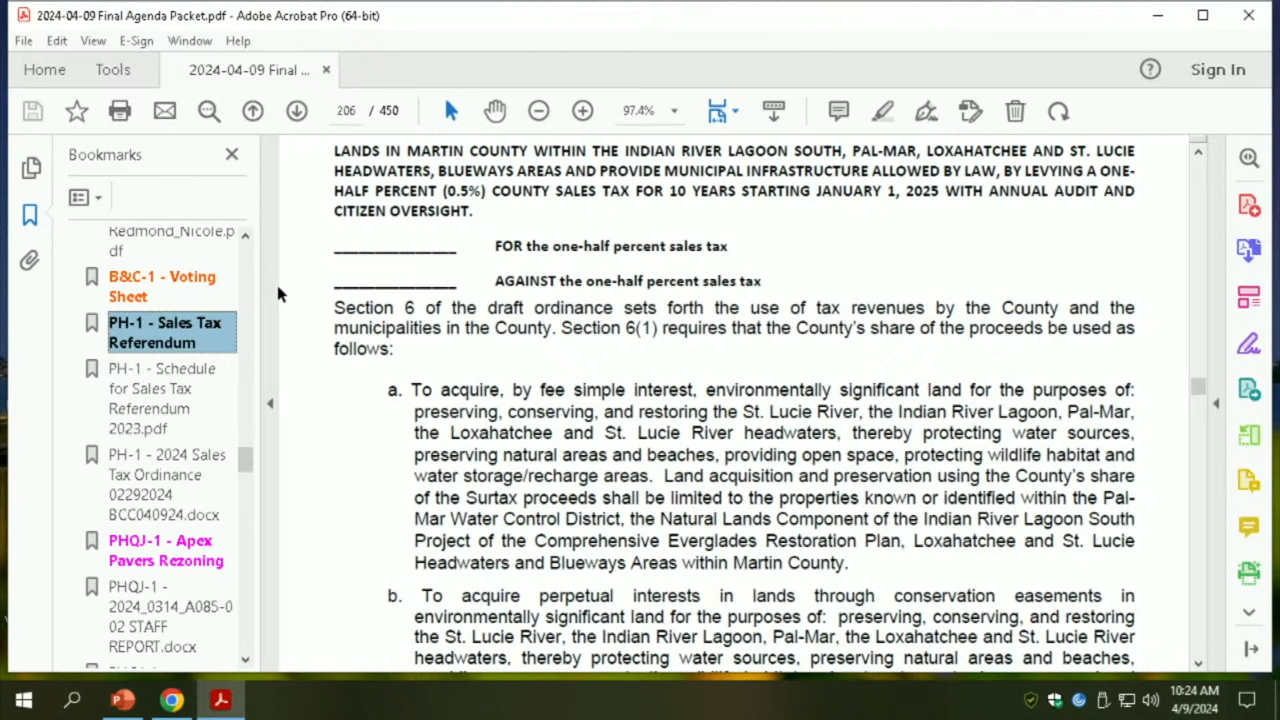 2024-04-09 Final Agenda Packet.pdf - Adobe Acrobat Pro (64-bit)
File Edit View E-Sign Window Help
Home Tools 2024-04-09 Final ... × Sign In
206 / 450 97.4%
Bookmarks
Redmond_Nicole.p
df
B&C-1 - Voting
Sheet
PH-1 - Sales Tax
Referendum
PH-1 - Schedule
for Sales Tax
Referendum
2023.pdf
PH-1 - 2024 Sales
Tax Ordinance
02292024
BCC040924.docx
PHQJ-1 - Apex
Pavers Rezoning
PHQJ-1 -
2024_0314_A085-0
02 STAFF
REPORT.docx
LANDS IN MARTIN COUNTY WITHIN THE INDIAN RIVER LAGOON SOUTH, PAL-MAR, LOXAHATCHEE AND ST. LUCIE
HEADWATERS, BLUEWAYS AREAS AND PROVIDE MUNICIPAL INFRASTRUCTURE ALLOWED BY LAW, BY LEVYING A ONE-
HALF PERCENT (0.5%) COUNTY SALES TAX FOR 10 YEARS STARTING JANUARY 1, 2025 WITH ANNUAL AUDIT AND
CITIZEN OVERSIGHT.
_______________ FOR the one-half percent sales tax
_______________ AGAINST the one-half percent sales tax
Section 6 of the draft ordinance sets forth the use of tax revenues by the County and the
municipalities in the County. Section 6(1) requires that the County's share of the proceeds be used as
follows:
a. To acquire, by fee simple interest, environmentally significant land for the purposes of:
preserving, conserving, and restoring the St. Lucie River, the Indian River Lagoon, Pal-Mar,
the Loxahatchee and St. Lucie River headwaters, thereby protecting water sources,
preserving natural areas and beaches, providing open space, protecting wildlife habitat and
water storage/recharge areas. Land acquisition and preservation using the County's share
of the Surtax proceeds shall be limited to the properties known or identified within the Pal-
Mar Water Control District, the Natural Lands Component of the Indian River Lagoon South
Project of the Comprehensive Everglades Restoration Plan, Loxahatchee and St. Lucie
Headwaters and Blueways Areas within Martin County.
b. To acquire perpetual interests in lands through conservation easements in
environmentally significant land for the purposes of: preserving, conserving, and restoring
the St. Lucie River, the Indian River Lagoon, Pal-Mar, the Loxahatchee and St. Lucie River
headwaters, thereby protecting water sources, preserving natural areas and beaches,
10:24 AM
4/9/2024